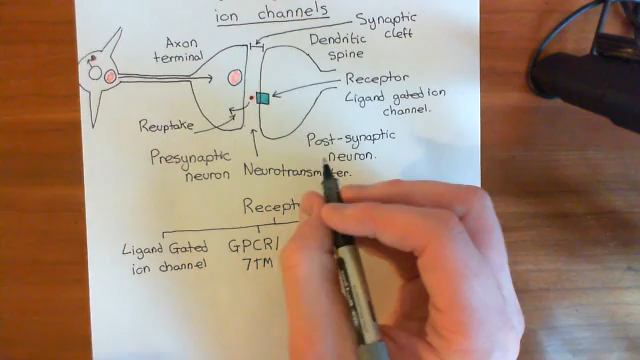 ion channels
Synaptic
cleft
Axon
terminal
Dendritic
spine
Receptor
Ligand gated ion
channel.
Reuptake
Post-synaptic
neuron.
Presynaptic
neuron
Neurotransmitter.
Ligand Gated
ion channel
GPCR/
7TM